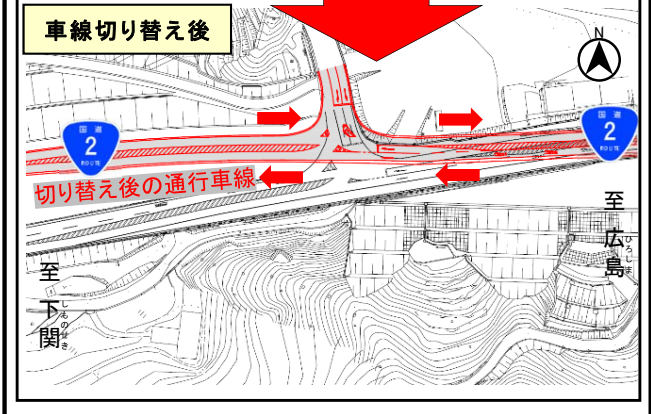 車線切り替え後
N
国道
2
ROUTE
国道
2
ROUTE
切り替え後の通行車線
至 広島
ひろしま
至 下関
しものせき